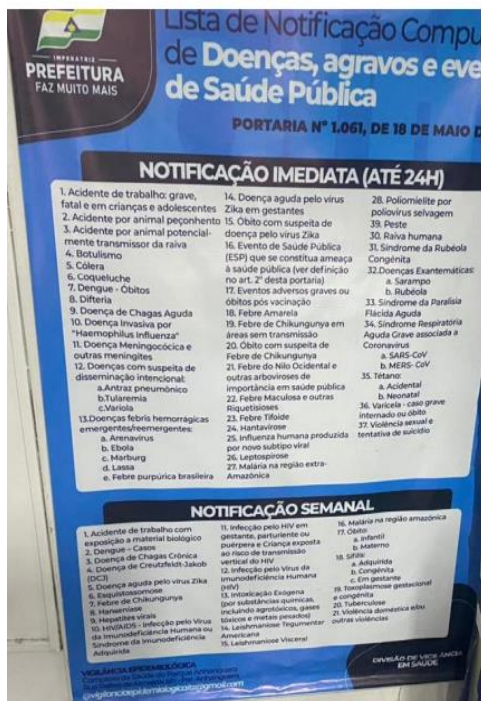 IMPERATRIZ
PREFEITURA
FAZ MUITO MAIS
Lista de Notificação Compu
de Doenças, agravos e eve
de Saúde Pública
PORTARIA Nº 1.061, DE 18 DE MAIO D
NOTIFICAÇÃO IMEDIATA (ATÉ 24H)
1. Acidente de trabalho: grave,
fatal e em crianças e adolescentes
2. Acidente por animal peçonhento
3. Acidente por animal potencial-
mente transmissor da raiva
4. Botulismo
5. Cólera
6. Coqueluche
7. Dengue - Óbitos
8. Difteria
9. Doença de Chagas Aguda
10. Doença Invasiva por
"Haemophilus Influenza"
11. Doença Meningocócica e
outras meningites
12. Doenças com suspeita de
disseminação intencional:
a.Antraz pneumônico
b.Tularemia
c.Varíola
13.Doenças febris hemorrágicas
emergentes/reemergentes:
a. Arenavírus
b. Ebola
c. Marburg
d. Lassa
e. Febre purpúrica brasileira
14. Doença aguda pelo vírus
Zika em gestantes
15. Óbito com suspeita de
doença pelo vírus Zika
16. Evento de Saúde Pública
(ESP) que se constitua ameaça
à saúde pública (ver definição
no art. 2º desta portaria)
17. Eventos adversos graves ou
óbitos pós vacinação
18. Febre Amarela
19. Febre de Chikungunya em
áreas sem transmissão
20. Óbito com suspeita de
Febre de Chikungunya
21. Febre do Nilo Ocidental e
outras arboviroses de
importância em saúde pública
22. Febre Maculosa e outras
Riquetisioses
23. Febre Tifoide
24. Hantavirose
25. Influenza humana produzida
por novo subtipo viral
26. Leptospirose
27. Malária na região extra-
Amazônica
28. Poliomielite por
poliovírus selvagem
39. Peste
30. Raiva humana
31. Síndrome da Rubéola
Congênita
32.Doenças Exantemáticas:
a. Sarampo
b. Rubéola
33. Síndrome da Paralisia
Flácida Aguda
34. Síndrome Respiratória
Aguda Grave associada a
Coronavírus
a. SARS-CoV
b. MERS- CoV
35. Tétano:
a. Acidental
b. Neonatal
36. Varicela - caso grave
internado ou óbito
37. Violência sexual e
tentativa de suicídio
NOTIFICAÇÃO SEMANAL
1. Acidente de trabalho com
exposição a material biológico
2. Dengue - Casos
3. Doença de Chagas Crônica
4. Doença de Creutzfeldt-Jakob
(DCJ)
5. Doença aguda pelo vírus Zika
6. Esquistossomose
7. Febre de Chikungunya
8. Hanseníase
9. Hepatites virais
10. HIV/AIDS - Infecção pelo Vírus
da Imunodeficiência Humana ou
Síndrome da Imunodeficiência
Adquirida
11. Infecção pelo HIV em
gestante, parturiente ou
puérpera e Criança exposta
ao risco de transmissão
vertical do HIV
12. Infecção pelo Vírus da
Imunodeficiência Humana
(HIV)
13. Intoxicação Exógena
(por substâncias químicas,
incluindo agrotóxicos, gases
tóxicos e metais pesados)
14. Leishmaniose Tegumentar
Americana
15. Leishmaniose Visceral
16. Malária na região amazônica
17. Óbito:
a. Infantil
b. Materno
18. Sífilis:
a. Adquirida
b. Congênita
c. Em gestante
19. Toxoplasmose gestacional
e congênita
20. Tuberculose
21. Violência doméstica e/ou
outras violências
VIGILÂNCIA EPIDEMIOLÓGICA
DIVISÃO DE VIGILÂNCIA
EM SAÚDE